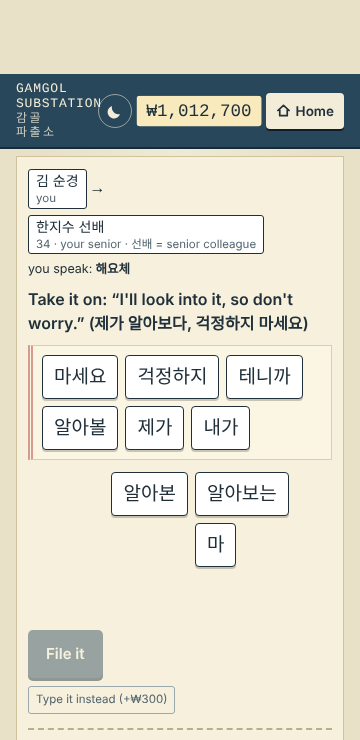 GAMGOL
SUBSTATION
감골
파출소
₩1,012,700
Home
김 순경
you
→
한지수 선배
34 · your senior · 선배 = senior colleague
you speak: 해요체
Take it on: “I'll look into it, so don't
worry.” (제가 알아보다, 걱정하지 마세요)
마세요 걱정하지 테니까
알아볼 제가 내가
알아본 알아보는
마
File it
Type it instead (+₩300)